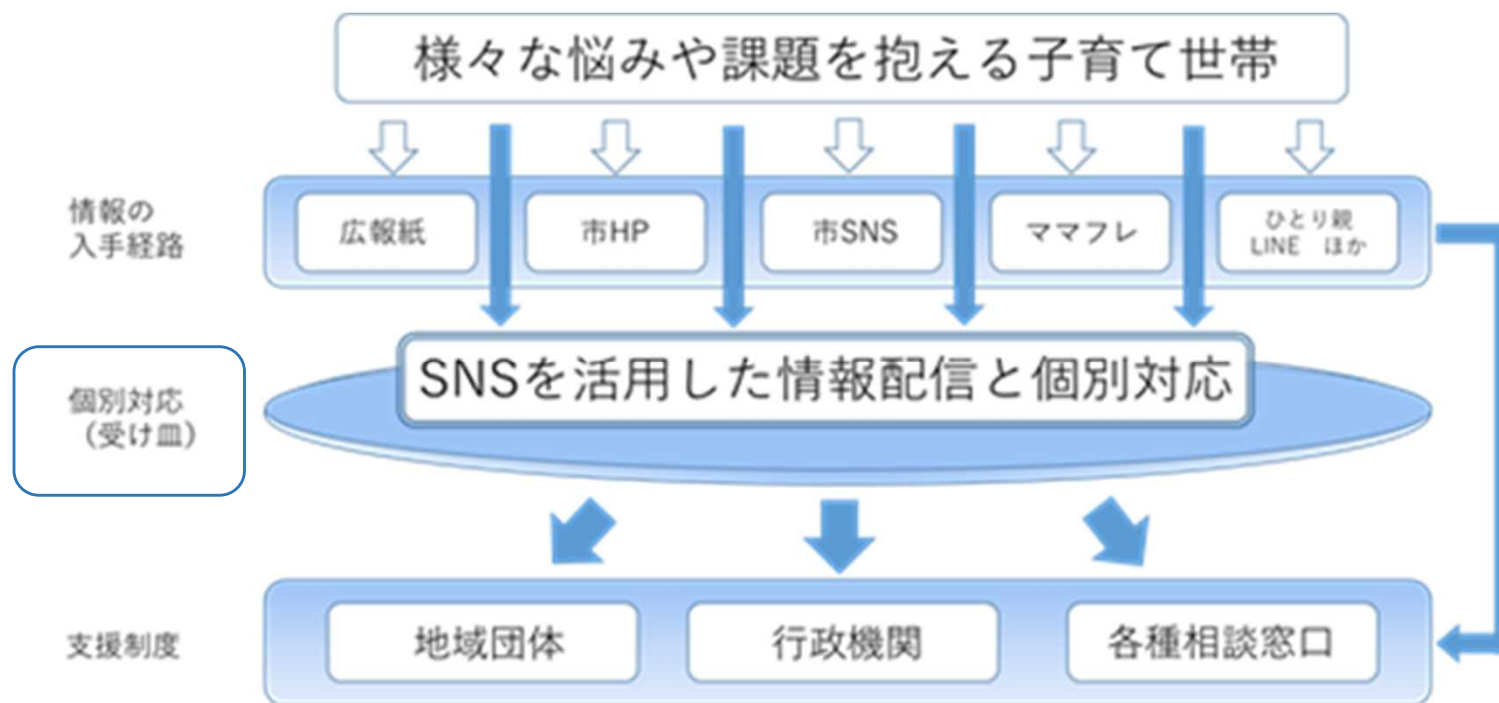 様々な悩みや課題を抱える子育て世帯
情報の
入手経路
広報紙
市HP
市SNS
ママフレ
ひとり親
LINE　ほか
SNSを活用した情報配信と個別対応
個別対応
（受け皿）
支援制度
地域団体
行政機関
各種相談窓口